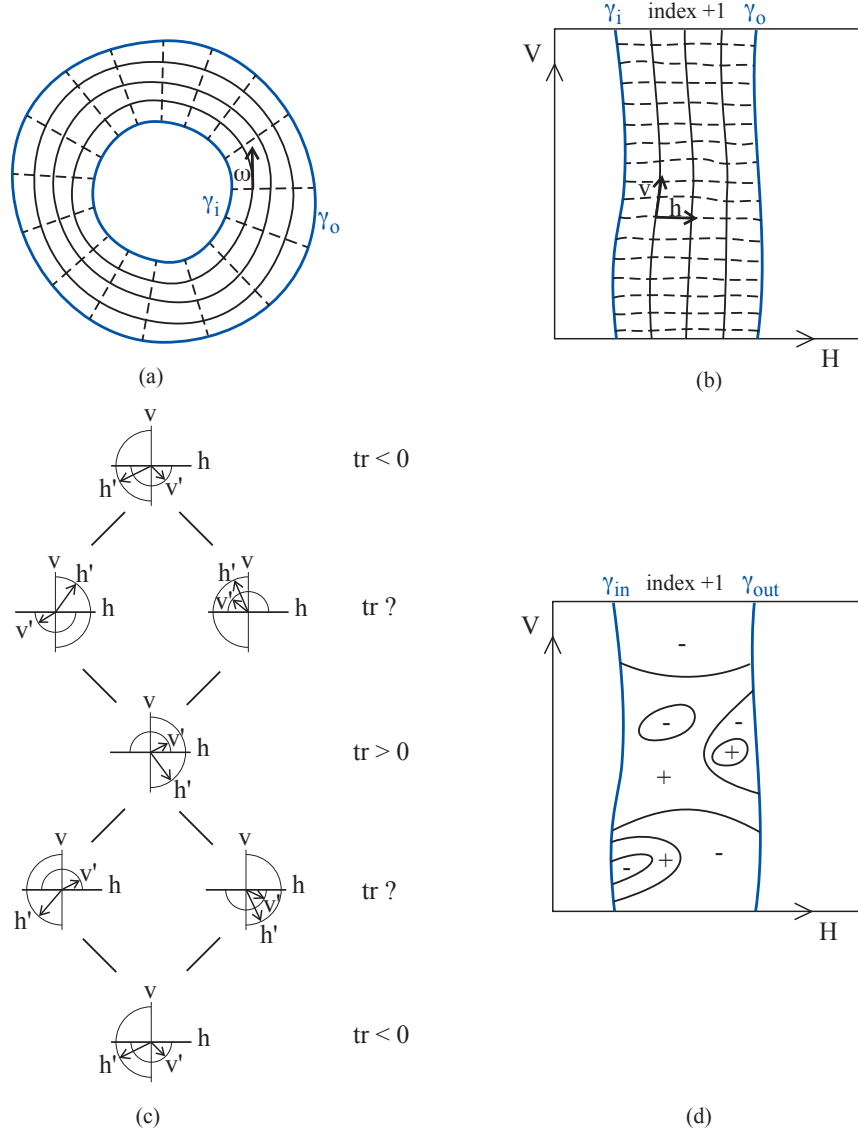 ω
γi
γo
(a)
γi index +1 γo
V
v
h
H
(b)
v
h
h'
v'
tr < 0
v
h'
h
v'
v
h'
v'
h
tr ?
v
v'
h
h'
tr > 0
v
v'
h
h'
v
h
v'
h'
tr ?
v
h
h'
v'
tr < 0
(c)
γin index +1 γout
V
-
-
-
+
+
-
+
-
H
(d)